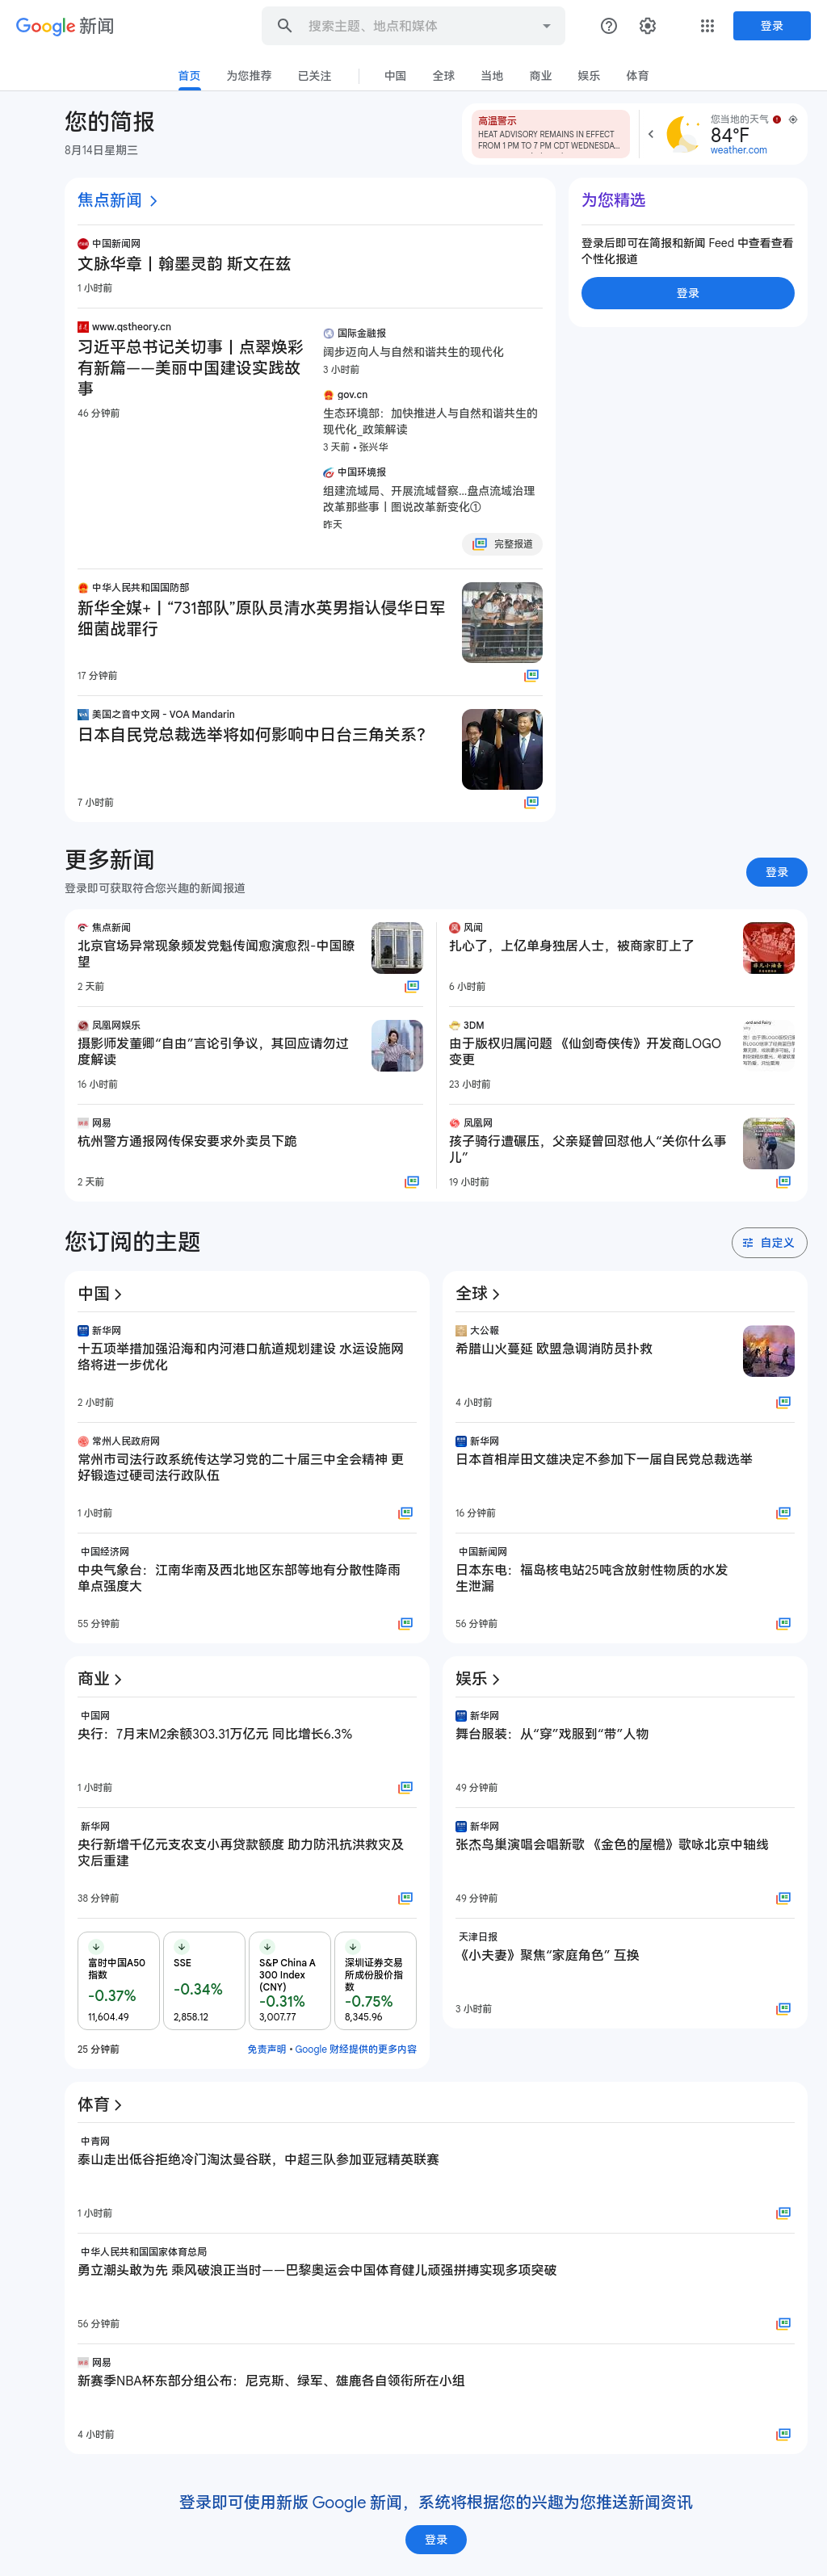 Google 新闻
搜索主题、地点和媒体
登录
首页
为您推荐
已关注
中国
全球
当地
商业
娱乐
体育
您的简报
8月14日星期三
高温警示
HEAT ADVISORY REMAINS IN EFFECT
FROM 1 PM TO 7 PM CDT WEDNESDA...
您当地的天气
84°F
weather.com
焦点新闻
中国新闻网
文脉华章丨翰墨灵韵 斯文在兹
1 小时前
www.qstheory.cn
习近平总书记关切事丨点翠焕彩
有新篇——美丽中国建设实践故
事
46 分钟前
国际金融报
阔步迈向人与自然和谐共生的现代化
3 小时前
gov.cn
生态环境部：加快推进人与自然和谐共生的
现代化_政策解读
3 天前 • 张兴华
中国环境报
组建流域局、开展流域督察...盘点流域治理
改革那些事丨图说改革新变化①
昨天
完整报道
中华人民共和国国防部
新华全媒+丨“731部队”原队员清水英男指认侵华日军
细菌战罪行
17 分钟前
美国之音中文网 - VOA Mandarin
日本自民党总裁选举将如何影响中日台三角关系？
7 小时前
为您精选
登录后即可在简报和新闻 Feed 中查看查看
个性化报道
登录
更多新闻
登录即可获取符合您兴趣的新闻报道
登录
焦点新闻
北京官场异常现象频发党魁传闻愈演愈烈-中国瞭
望
2 天前
凤凰网娱乐
摄影师发董卿“自由”言论引争议，其回应请勿过
度解读
16 小时前
网易
杭州警方通报网传保安要求外卖员下跪
2 天前
风闻
扎心了，上亿单身独居人士，被商家盯上了
6 小时前
3DM
由于版权归属问题 《仙剑奇侠传》开发商LOGO
变更
23 小时前
凤凰网
孩子骑行遭碾压，父亲疑曾回怼他人“关你什么事
儿”
19 小时前
您订阅的主题
自定义
中国
新华网
十五项举措加强沿海和内河港口航道规划建设 水运设施网
络将进一步优化
2 小时前
常州人民政府网
常州市司法行政系统传达学习党的二十届三中全会精神 更
好锻造过硬司法行政队伍
1 小时前
中国经济网
中央气象台：江南华南及西北地区东部等地有分散性降雨
单点强度大
55 分钟前
全球
大公報
希腊山火蔓延 欧盟急调消防员扑救
4 小时前
新华网
日本首相岸田文雄决定不参加下一届自民党总裁选举
16 分钟前
中国新闻网
日本东电：福岛核电站25吨含放射性物质的水发
生泄漏
56 分钟前
商业
中国网
央行：7月末M2余额303.31万亿元 同比增长6.3%
1 小时前
新华网
央行新增千亿元支农支小再贷款额度 助力防汛抗洪救灾及
灾后重建
38 分钟前
富时中国A50
指数
-0.37%
11,604.49
SSE
-0.34%
2,858.12
S&P China A
300 Index
(CNY)
-0.31%
3,007.77
深圳证券交易
所成份股价指
数
-0.75%
8,345.96
25 分钟前
免责声明 • Google 财经提供的更多内容
娱乐
新华网
舞台服装：从“穿”戏服到“带”人物
49 分钟前
新华网
张杰鸟巢演唱会唱新歌 《金色的屋檐》歌咏北京中轴线
49 分钟前
天津日报
《小夫妻》聚焦“家庭角色” 互换
3 小时前
体育
中青网
泰山走出低谷拒绝冷门淘汰曼谷联，中超三队参加亚冠精英联赛
1 小时前
中华人民共和国国家体育总局
勇立潮头敢为先 乘风破浪正当时——巴黎奥运会中国体育健儿顽强拼搏实现多项突破
56 分钟前
网易
新赛季NBA杯东部分组公布：尼克斯、绿军、雄鹿各自领衔所在小组
4 小时前
登录即可使用新版 Google 新闻，系统将根据您的兴趣为您推送新闻资讯
登录